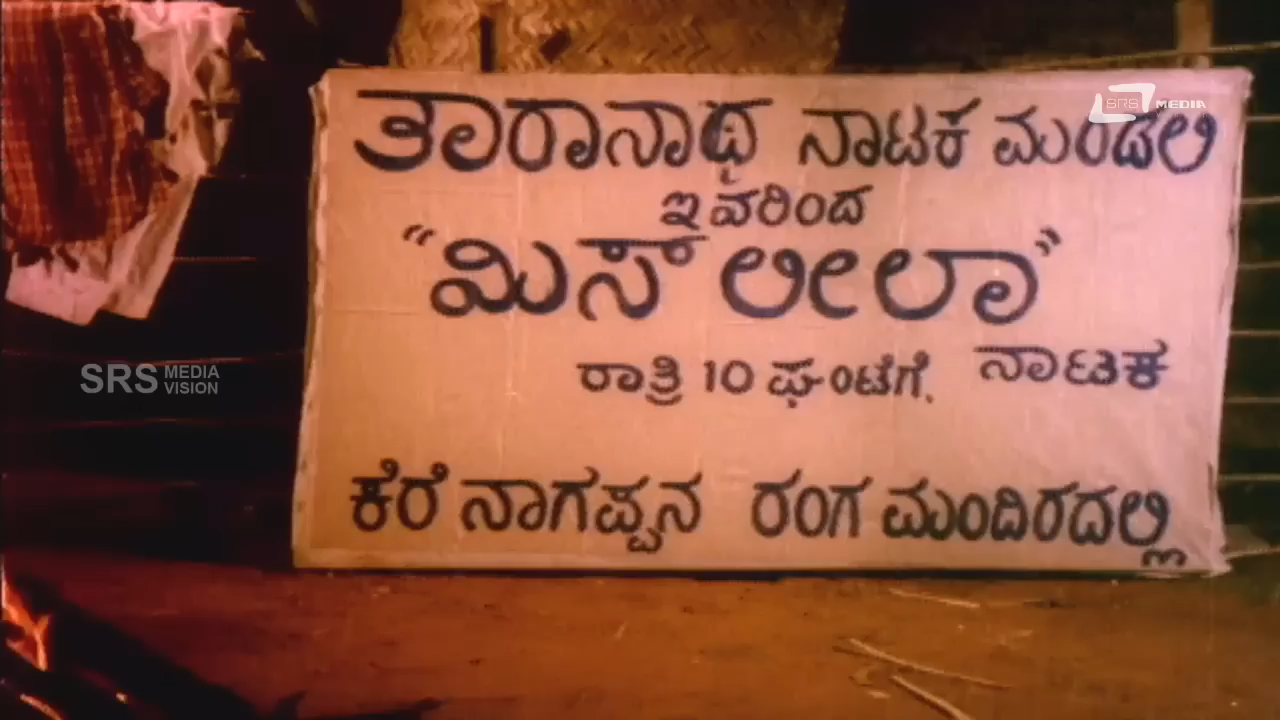 ತಾರಾನಾಥ ನಾಟಕ ಮಂಡಲಿ
ಇವರಿಂದ
“ಮಿಸ್ ಲೀಲಾ”
ರಾತ್ರಿ 10 ಘಂಟೆಗೆ. ನಾಟಕ
ಕೆರೆ ನಾಗಪ್ಪನ ರಂಗ ಮಂದಿರದಲ್ಲಿ
SRS MEDIA
SRS MEDIA VISION